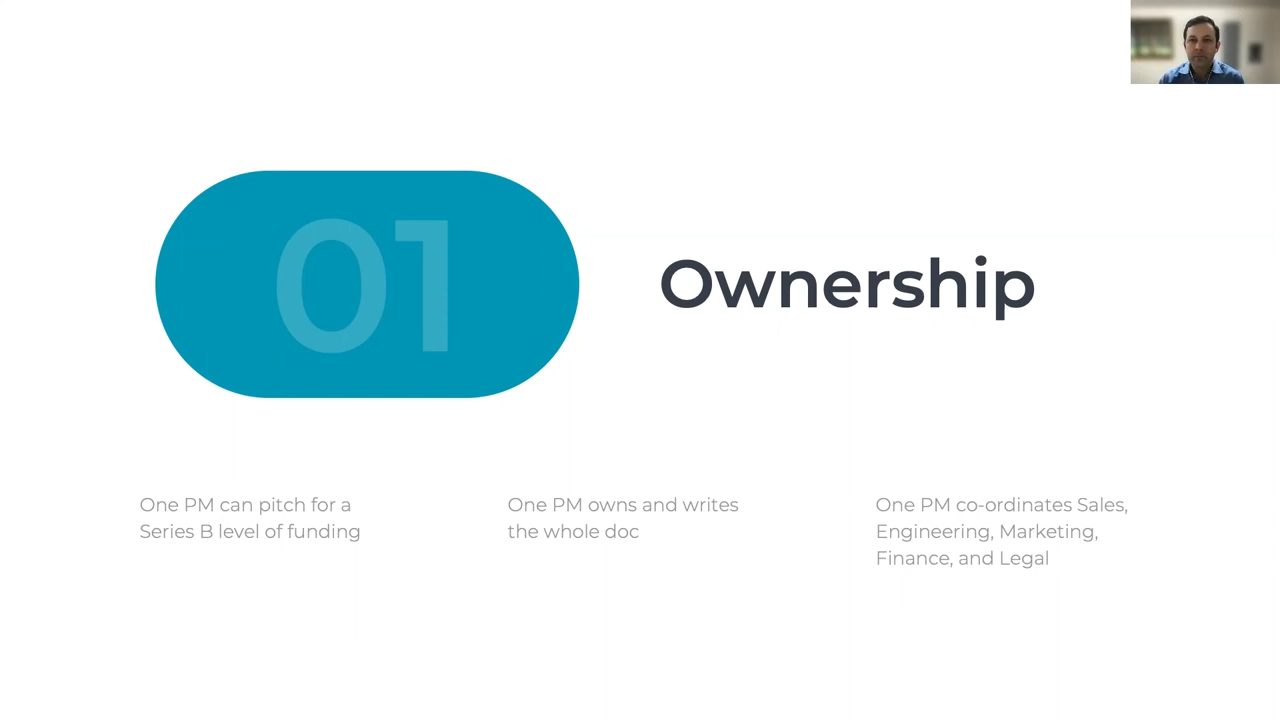 01
Ownership
One PM can pitch for a
Series B level of funding
One PM owns and writes
the whole doc
One PM co-ordinates Sales,
Engineering, Marketing,
Finance, and Legal